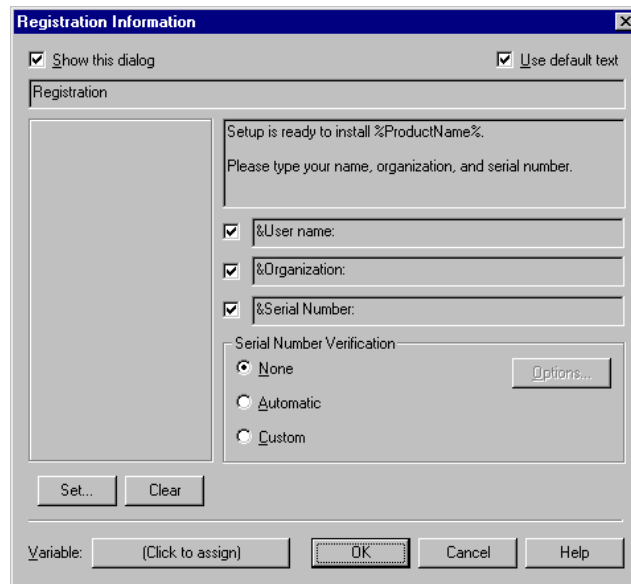 Registration Information
Show this dialog
Use default text
Registration
Setup is ready to install %ProductName%.
Please type your name, organization, and serial number.
&User name:
&Organization:
&Serial Number:
Serial Number Verification
None
Options...
Automatic
Custom
Set...
Clear
Variable:
(Click to assign)
OK
Cancel
Help